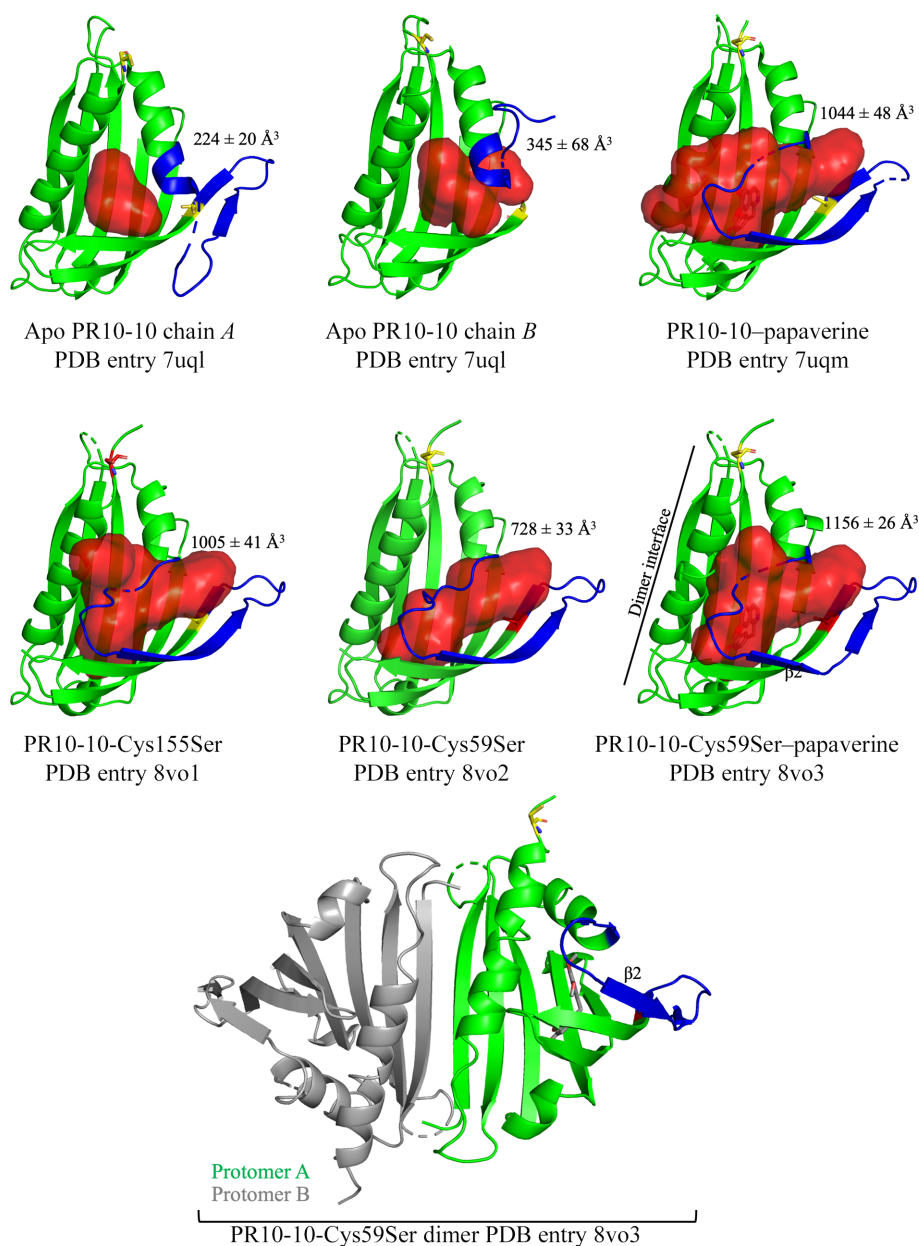 224 ± 20 Å³
345 ± 68 Å³
1044 ± 48 Å³
Apo PR10-10 chain A
PDB entry 7uql
Apo PR10-10 chain B
PDB entry 7uql
PR10-10–papaverine
PDB entry 7uqm
1005 ± 41 Å³
728 ± 33 Å³
Dimer interface
1156 ± 26 Å³
β2
PR10-10-Cys155Ser
PDB entry 8vo1
PR10-10-Cys59Ser
PDB entry 8vo2
PR10-10-Cys59Ser–papaverine
PDB entry 8vo3
β2
Protomer A
Protomer B
PR10-10-Cys59Ser dimer PDB entry 8vo3